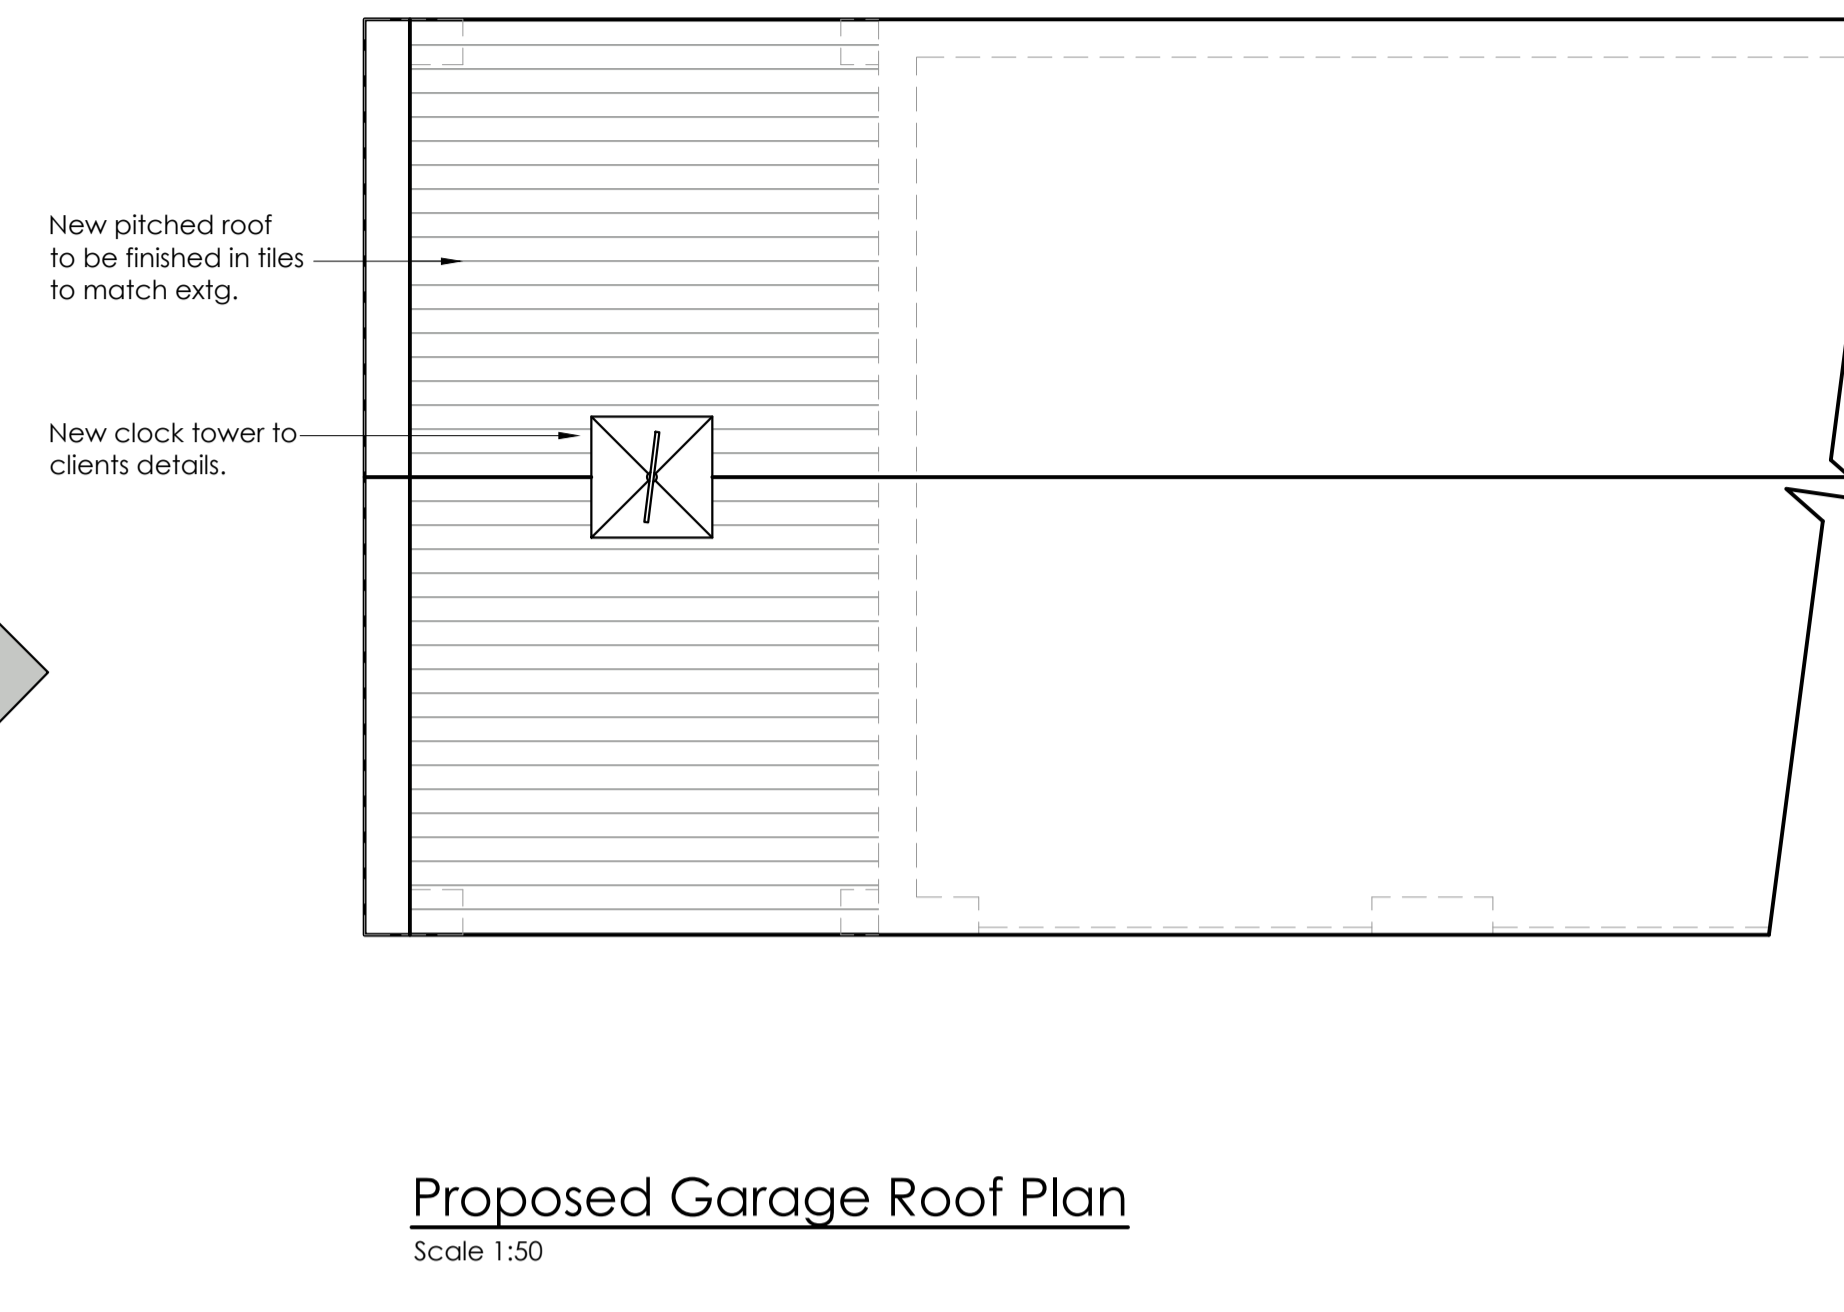 New pitched roof
to be finished in tiles
to match extg.
New clock tower to
clients details.
Proposed Garage Roof Plan
Scale 1:50